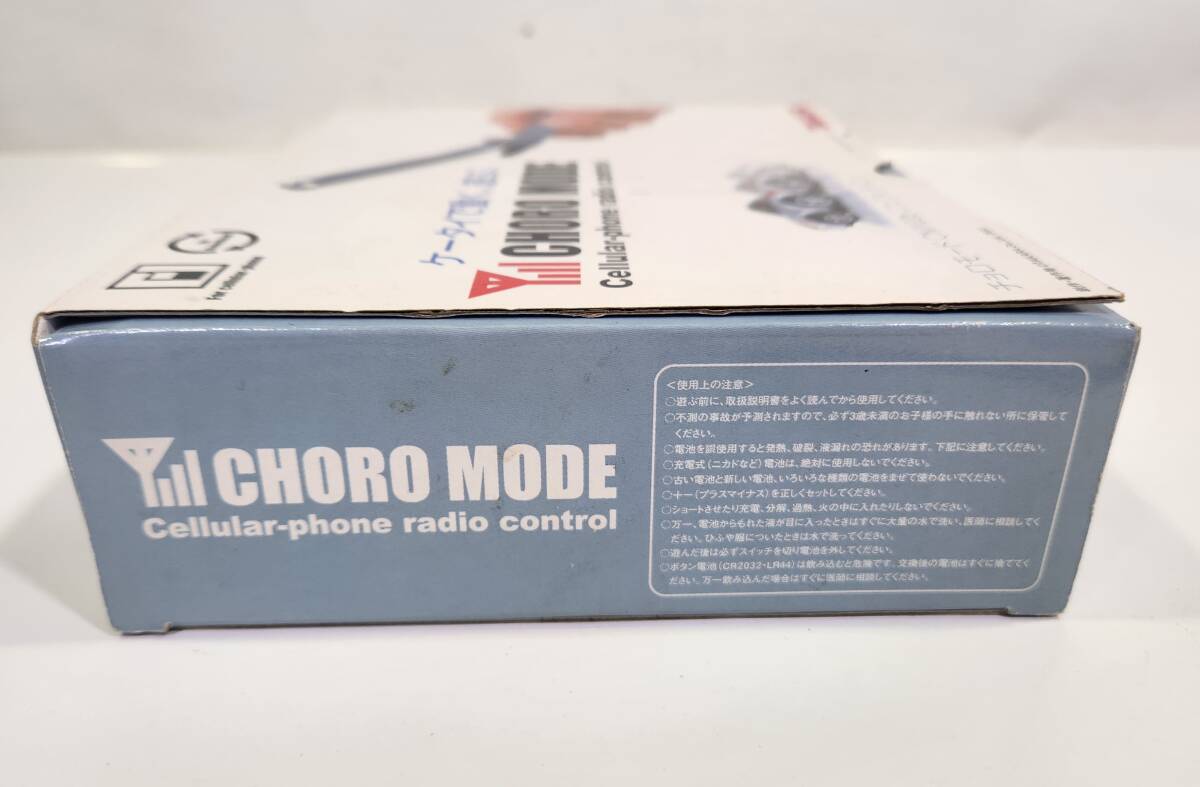 ケータイで動く、走る
CHORO MODE
Cellular-phone radio control
チョロモード
CHORO MODE
Cellular-phone radio control
＜使用上の注意＞
○遊ぶ前に、取扱説明書をよく読んでから使用してください。
○不測の事故が予測されますので、必ず3歳未満のお子様の手に触れない所に保管して
ください。
○電池を誤使用すると発熱、破裂、液漏れの恐れがあります。下記に注意してください。
○充電式（ニカドなど）電池は、絶対に使用しないでください。
○古い電池と新しい電池、いろいろな種類の電池をまぜて使わないでください。
○＋－（プラスマイナス）を正しくセットしてください。
○ショートさせたり充電、分解、過熱、火の中に入れたりしないでください。
○万一、電池からもれた液が目に入ったときはすぐに大量の水で洗い、医師に相談してく
ださい。ひふや服についたときは水で洗ってください。
○遊んだ後は必ずスイッチを切り電池を外してください。
○ボタン電池（CR2032・LR44）は飲み込むと危険です。交換後の電池はすぐに捨ててく
ださい。万一飲み込んだ場合はすぐに医師に相談してください。